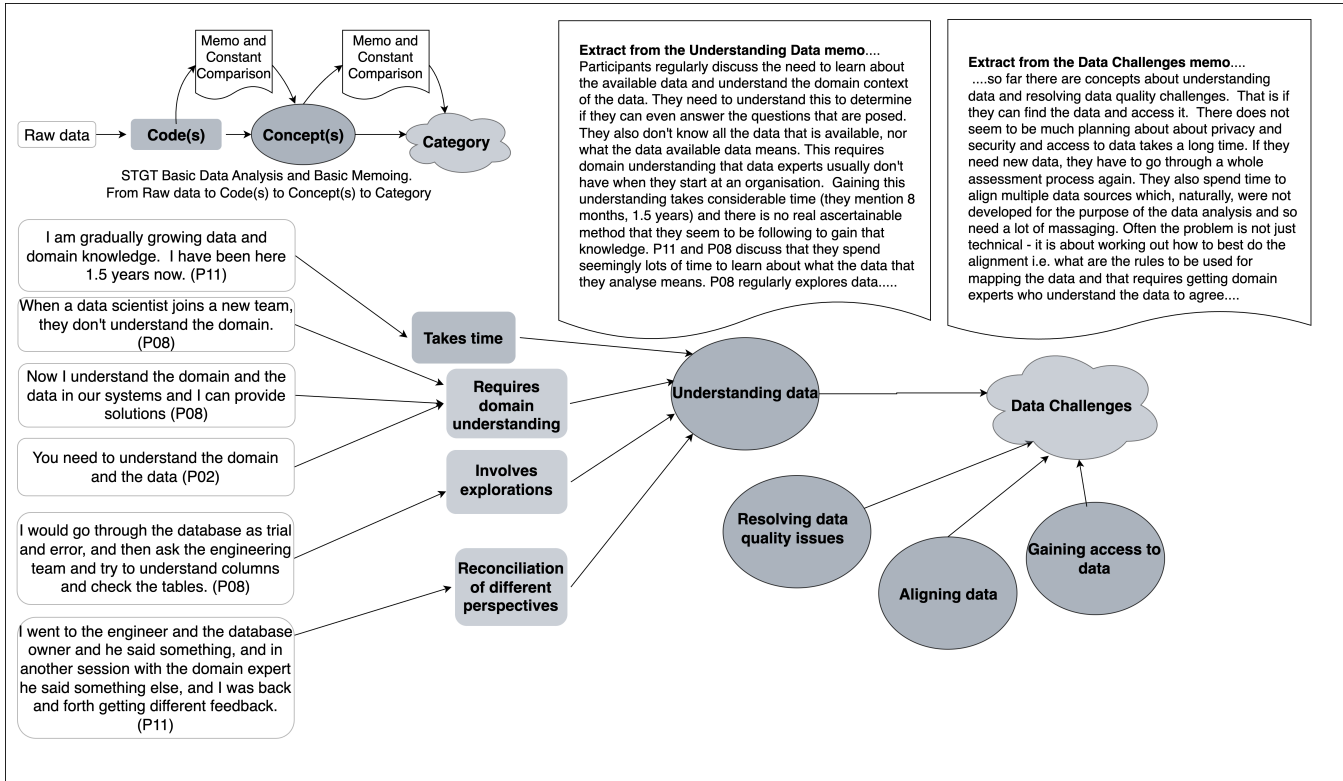 Memo and
Constant
Comparison
Memo and
Constant
Comparison
Raw data
Code(s)
Concept(s)
Category
STGT Basic Data Analysis and Basic Memoing.
From Raw data to Code(s) to Concept(s) to Category
Extract from the Understanding Data memo....
Participants regularly discuss the need to learn about
the available data and understand the domain context
of the data. They need to understand this to determine
if they can even answer the questions that are posed.
They also don't know all the data that is available, nor
what the data available data means. This requires
domain understanding that data experts usually don't
have when they start at an organisation.  Gaining this
understanding takes considerable time (they mention 8
months, 1.5 years) and there is no real ascertainable
method that they seem to be following to gain that
knowledge. P11 and P08 discuss that they spend
seemingly lots of time to learn about what the data that
they analyse means. P08 regularly explores data.....
Extract from the Data Challenges memo....
....so far there are concepts about understanding
data and resolving data quality challenges.  That is if
they can find the data and access it.  There does not
seem to be much planning about about privacy and
security and access to data takes a long time. If they
need new data, they have to go through a whole
assessment process again. They also spend time to
align multiple data sources which, naturally, were not
developed for the purpose of the data analysis and so
need a lot of massaging. Often the problem is not just
technical - it is about working out how to best do the
alignment i.e. what are the rules to be used for
mapping the data and that requires getting domain
experts who understand the data to agree....
I am gradually growing data and
domain knowledge.  I have been here
1.5 years now. (P11)
When a data scientist joins a new team,
they don't understand the domain.
(P08)
Now I understand the domain and the
data in our systems and I can provide
solutions (P08)
You need to understand the domain
and the data (P02)
I would go through the database as trial
and error, and then ask the engineering
team and try to understand columns
and check the tables. (P08)
I went to the engineer and the database
owner and he said something, and in
another session with the domain expert
he said something else, and I was back
and forth getting different feedback.
(P11)
Takes time
Requires
domain
understanding
Involves
explorations
Reconciliation
of different
perspectives
Understanding data
Data Challenges
Resolving data
quality issues
Aligning data
Gaining access to
data